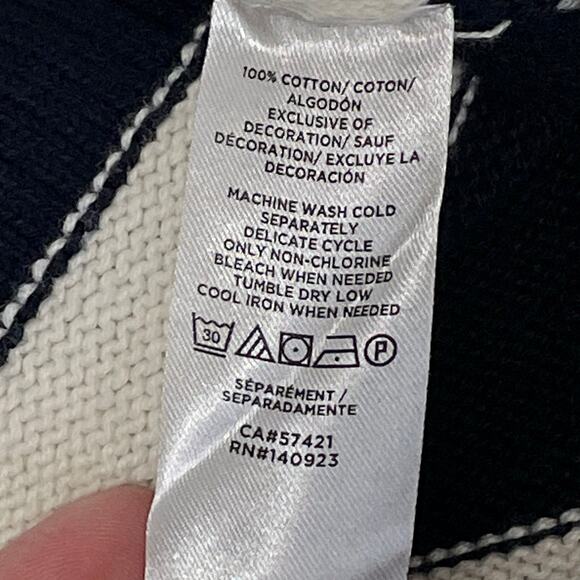 100% COTTON/ COTON/
ALGODÓN
EXCLUSIVE OF
DECORATION/ SAUF
DÉCORATION/ EXCLUYE LA
DECORACIÓN
MACHINE WASH COLD
SEPARATELY
DELICATE CYCLE
ONLY NON-CHLORINE
BLEACH WHEN NEEDED
TUMBLE DRY LOW
COOL IRON WHEN NEEDED
30 P
SÉPARÉMENT /
SEPARADAMENTE
CA#57421
RN#140923